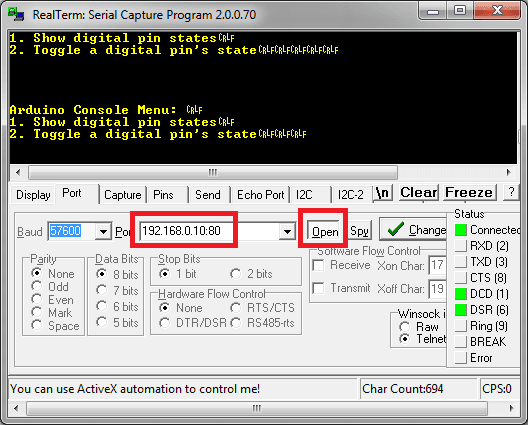 RealTerm: Serial Capture Program 2.0.0.70
1. Show digital pin statesCRLF
2. Toggle a digital pin's stateCRLFCRLFCRLFCRLF
Arduino Console Menu: CRLF
1. Show digital pin statesCRLF
2. Toggle a digital pin's stateCRLFCRLFCRLF
Display Port Capture Pins Send Echo Port I2C I2C-2 \n Clear Freeze ?
Baud 57600 Port 192.168.0.10:80 Open Spy Change
Parity
None
Odd
Even
Mark
Space
Data Bits
8 bits
7 bits
6 bits
5 bits
Stop Bits
1 bit 2 bits
Hardware Flow Control
None RTS/CTS
DTR/DSR RS485-rts
Software Flow Control
Receive Xon Char: 17
Transmit Xoff Char: 19
Winsock i
Raw
Telnet
Status
Connected
RXD (2)
TXD (3)
CTS (8)
DCD (1)
DSR (6)
Ring (9)
BREAK
Error
You can use ActiveX automation to control me! Char Count:694 CPS:0